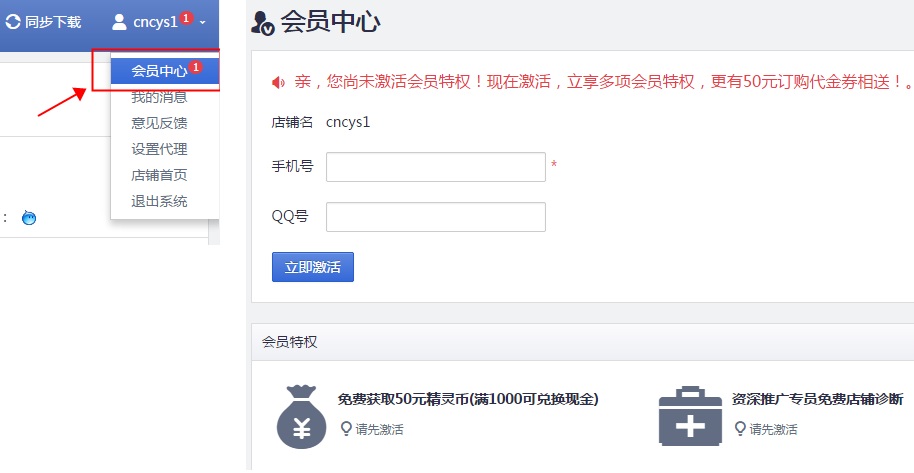 同步下载
cncys1
1
会员中心
1
我的消息
意见反馈
设置代理
店铺首页
退出系统
:
会员中心
亲，您尚未激活会员特权！现在激活，立享多项会员特权，更有50元订购代金券相送！。
店铺名 cncys1
手机号 *
QQ号
立即激活
会员特权
免费获取50元精灵币(满1000可兑换现金)
请先激活
资深推广专员免费店铺诊断
请先激活